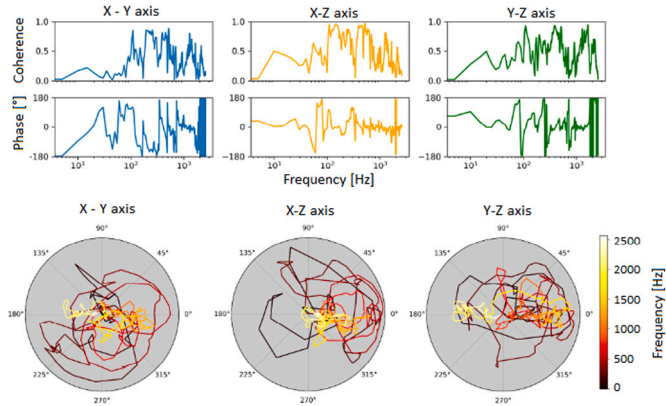 X - Y axis X-Z axis Y-Z axis
Coherence 1.0 0.5 0.0 1.0 0.5 0.0 1.0 0.5 0.0
Phase [°] 180 0 -180 180 0 -180 180 0 -180
10¹ 10² 10³ 10¹ 10² 10³ 10¹ 10² 10³
Frequency [Hz]
X - Y axis X-Z axis Y-Z axis
90° 90° 90°
135° 45° 135° 45° 135° 45°
180° 0° 180° 0° 180° 0°
225° 315° 225° 315° 225° 315°
270° 270° 270°
2500
2000
1500
1000
500
0
Frequency [Hz]